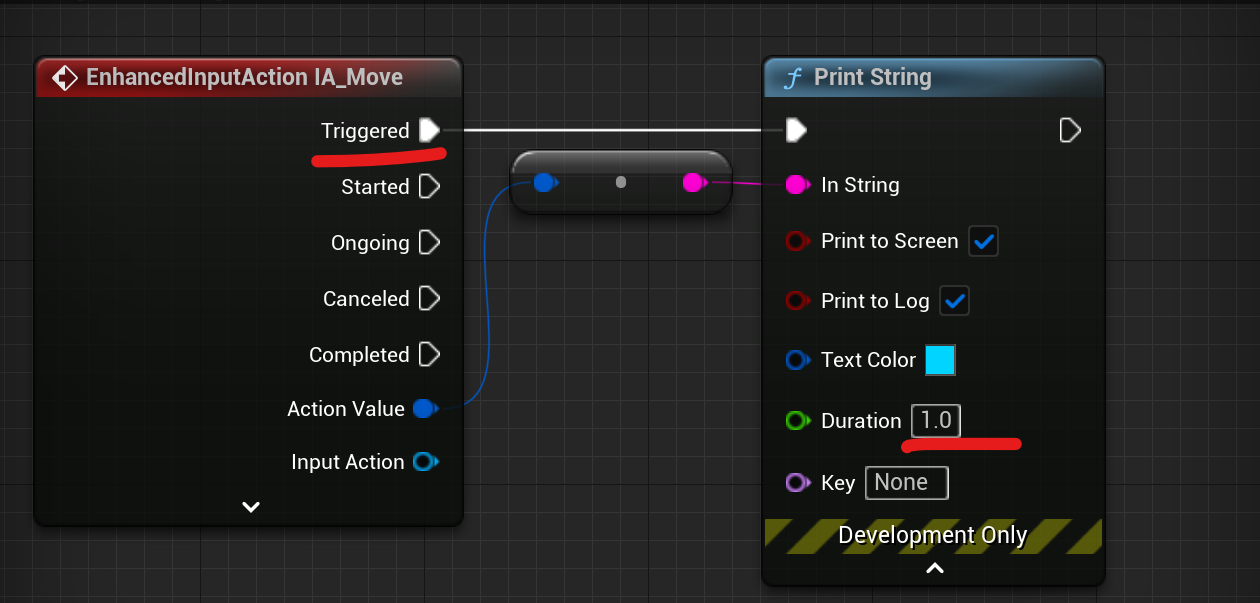 EnhancedInputAction IA_Move
Triggered
Started
Ongoing
Canceled
Completed
Action Value
Input Action
Print String
In String
Print to Screen
Print to Log
Text Color
Duration 1.0
Key None
Development Only